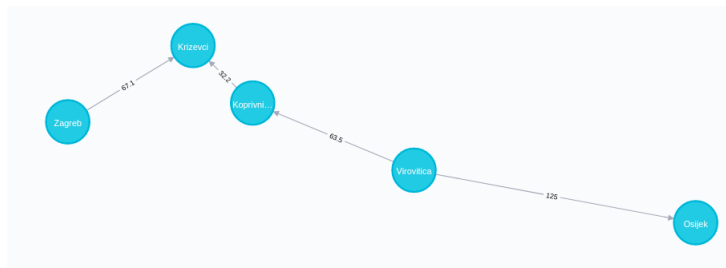 Krizevci
67.1
32.2
Koprivni...
Zagreb
63.5
Virovitica
125
Osijek